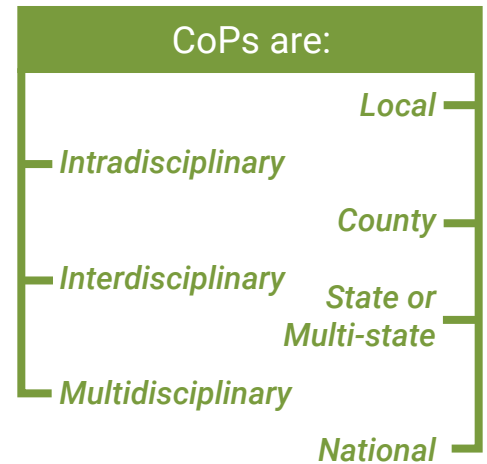 CoPs are:
Local
Intradisciplinary
County
Interdisciplinary
State or
Multi-state
Multidisciplinary
National